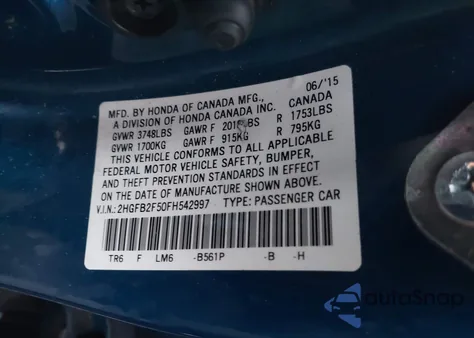 MFD. BY HONDA OF CANADA MFG., 06/'15
A DIVISION OF HONDA CANADA INC. CANADA
GVWR 3748LBS GAWR F 2018LBS R 1753LBS
GVWR 1700KG GAWR F 915KG R 795KG
THIS VEHICLE CONFORMS TO ALL APPLICABLE
FEDERAL MOTOR VEHICLE SAFETY, BUMPER,
AND THEFT PREVENTION STANDARDS IN EFFECT
ON THE DATE OF MANUFACTURE SHOWN ABOVE.
V.I.N: 2HGFB2F50FH542997 TYPE: PASSENGER CAR
TR6 F LM6 -B561P -B -H
autoSnap